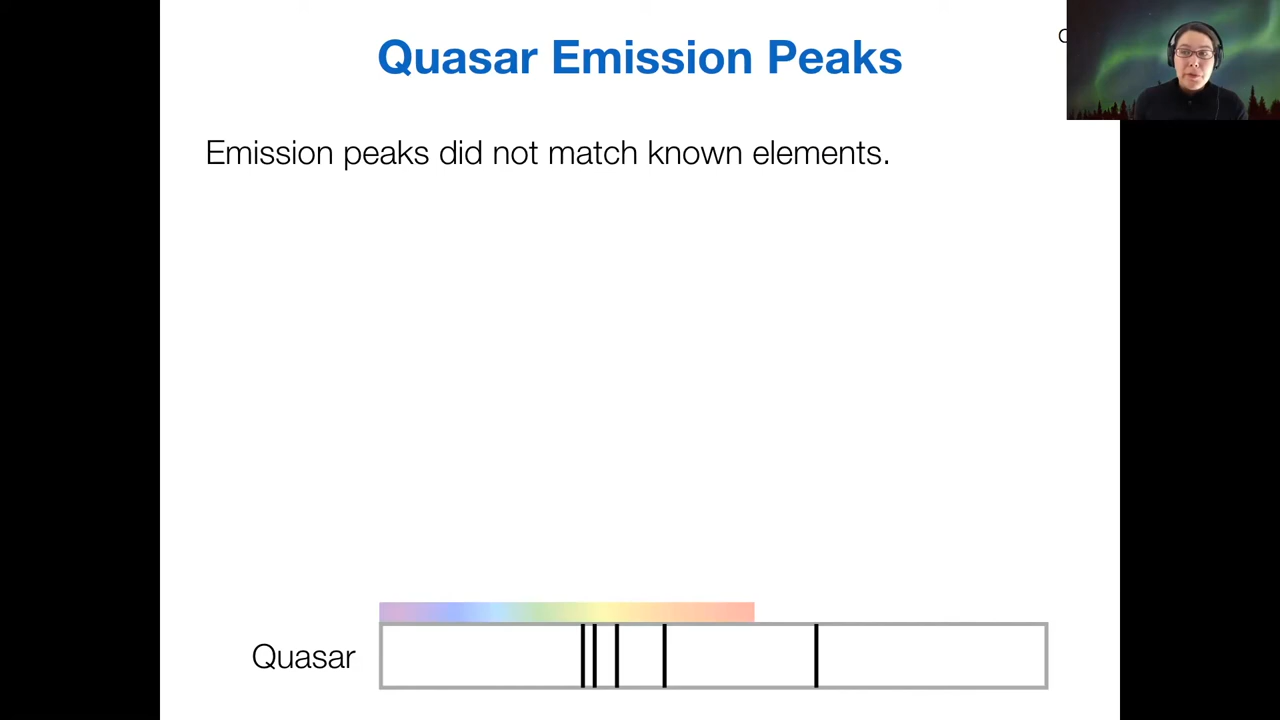 Quasar Emission Peaks
Emission peaks did not match known elements.
Quasar